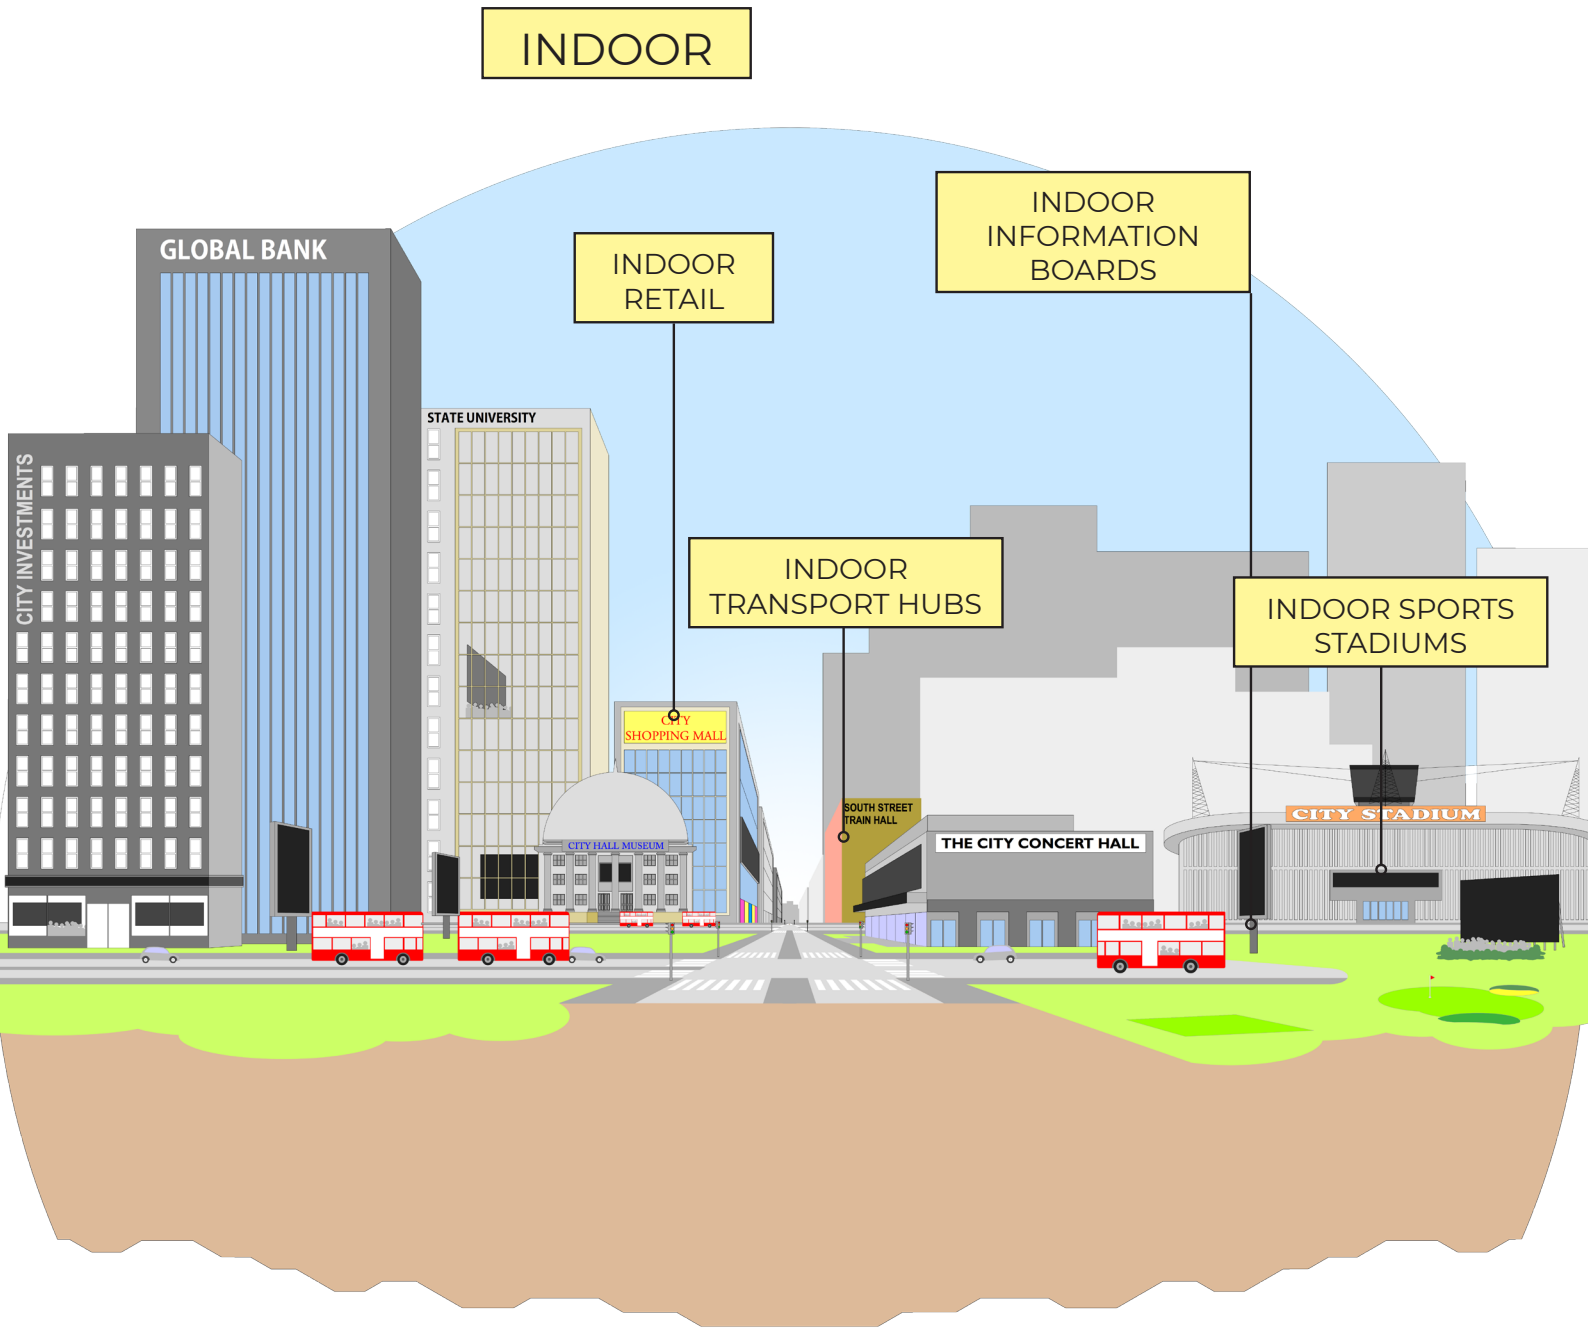 INDOOR
INDOOR
INFORMATION
BOARDS
GLOBAL BANK
INDOOR
RETAIL
STATE UNIVERSITY
CITY INVESTMENTS
INDOOR
TRANSPORT HUBS
INDOOR SPORTS
STADIUMS
CITY
SHOPPING MALL
SOUTH STREET
TRAIN HALL
CITY STADIUM
CITY HALL MUSEUM
THE CITY CONCERT HALL